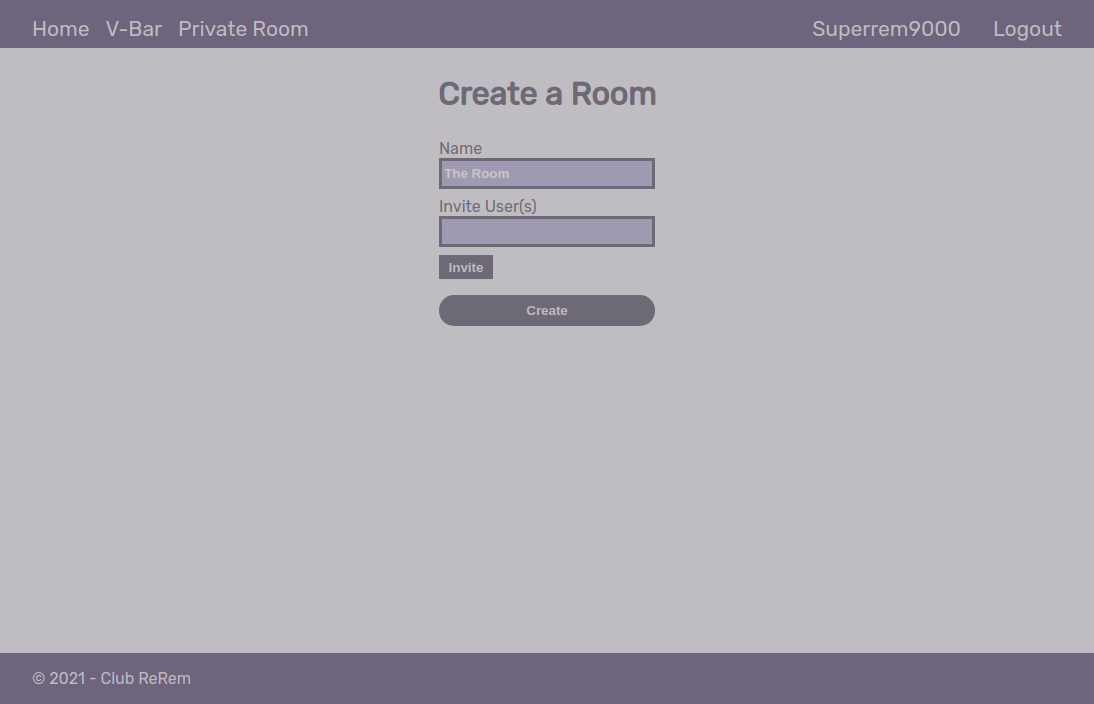 Home V-Bar Private Room Superrem9000 Logout
Create a Room
Name
The Room
Invite User(s)
Invite
Create
© 2021 - Club ReRem